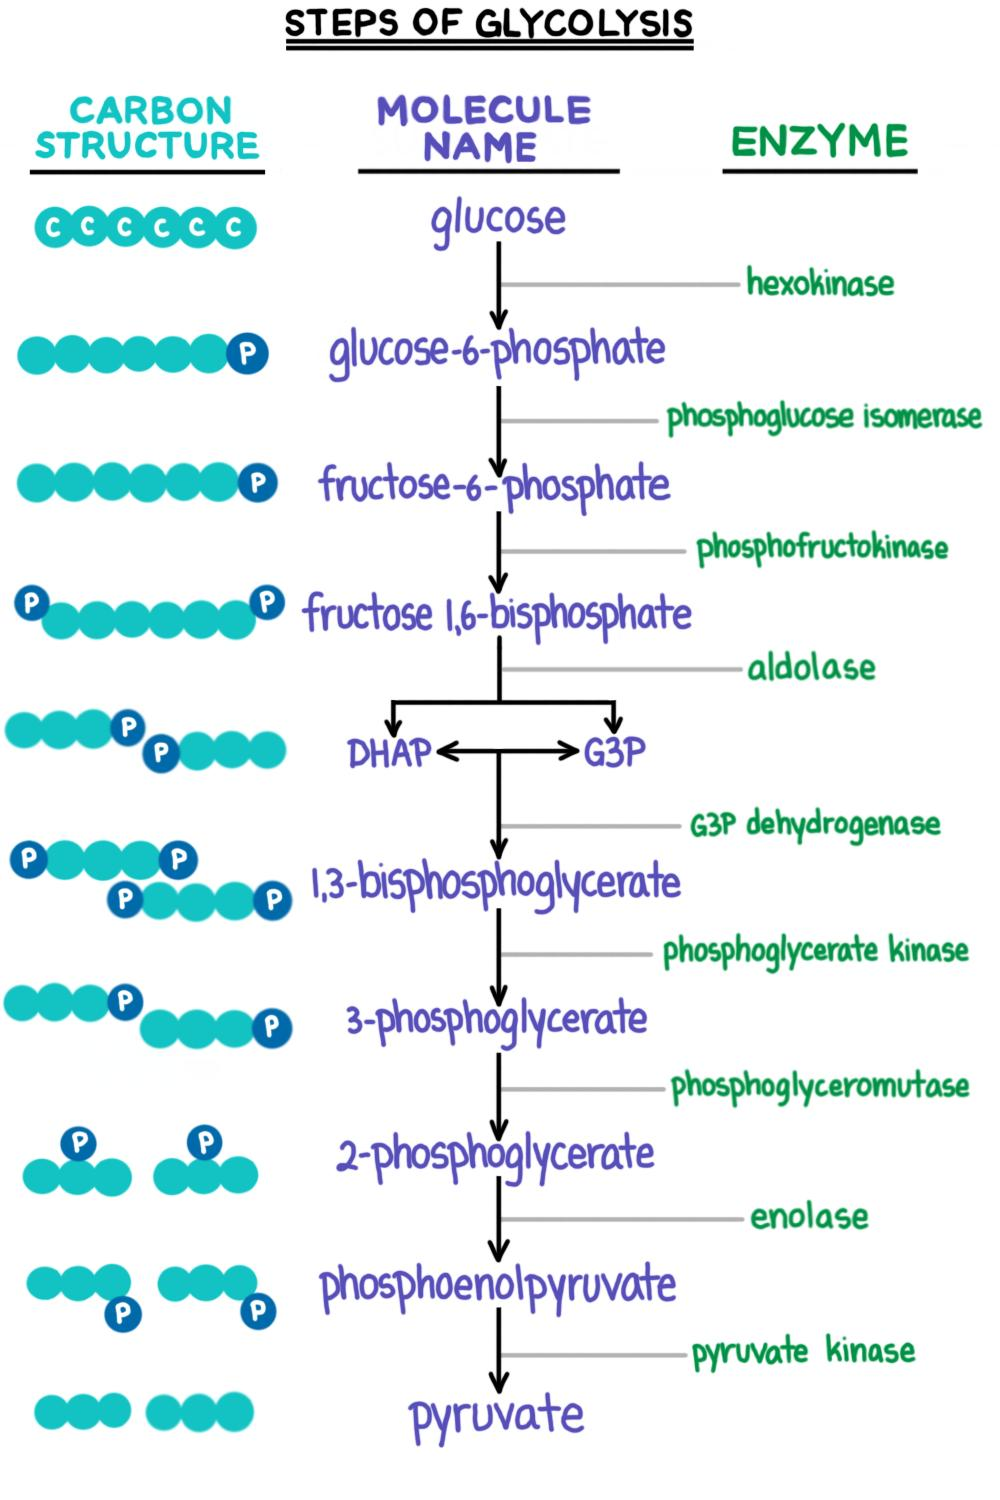 STEPS OF GLYCOLYSIS
CARBON
STRUCTURE
MOLECULE
NAME
ENZYME
C C C C C C
glucose
hexokinase
P
glucose-6-phosphate
phosphoglucose isomerase
P
fructose-6-phosphate
phosphofructokinase
P P
fructose 1,6-bisphosphate
aldolase
P
P
DHAP
G3P
G3P dehydrogenase
P P
P P
1,3-bisphosphoglycerate
phosphoglycerate kinase
P
P
3-phosphoglycerate
phosphoglyceromutase
P P
2-phosphoglycerate
enolase
P P
phosphoenolpyruvate
pyruvate kinase
pyruvate